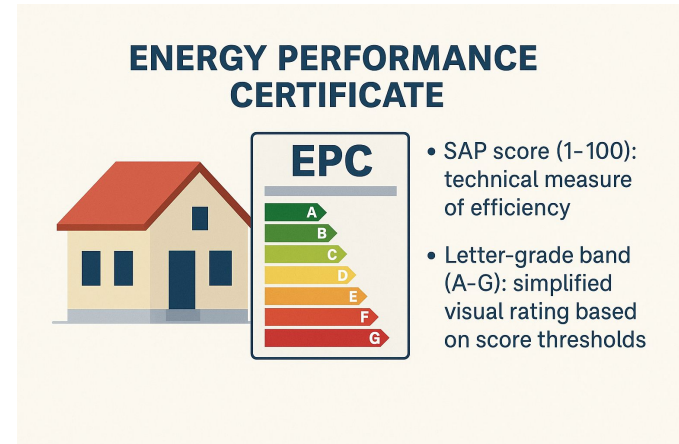 ENERGY PERFORMANCE
CERTIFICATE
EPC
A
B
C
D
E
F
G
• SAP score (1–100):
technical measure
of efficiency
• Letter-grade band
(A-G): simplified
visual rating based
on score thresholds